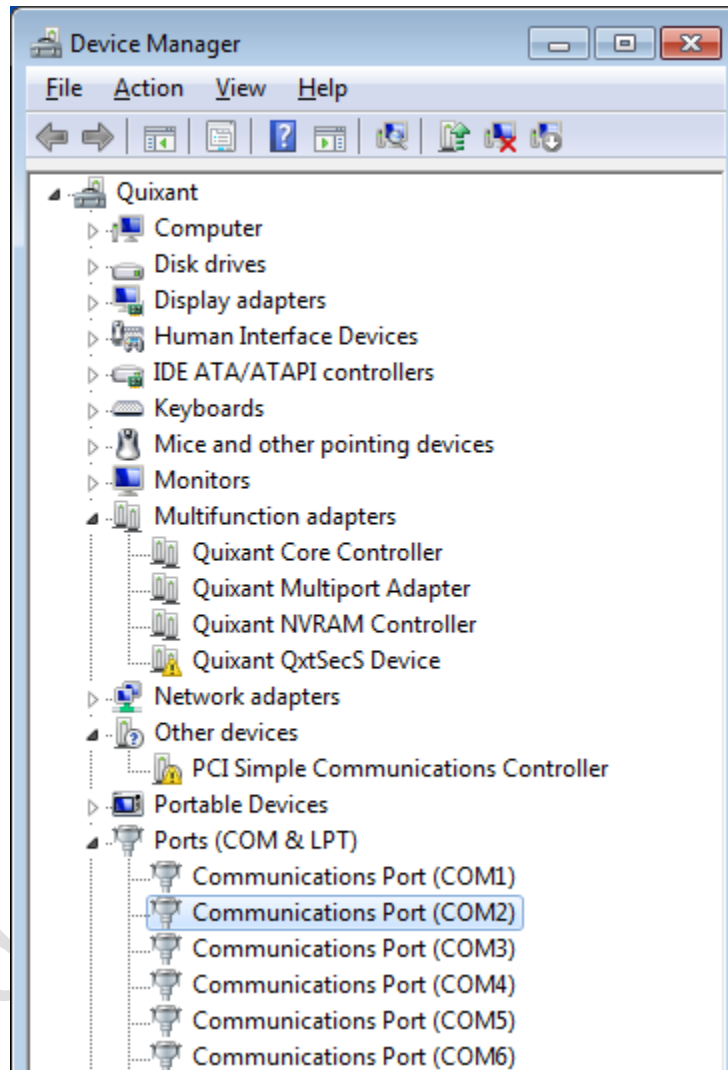 Device Manager
File Action View Help
Quixant
Computer
Disk drives
Display adapters
Human Interface Devices
IDE ATA/ATAPI controllers
Keyboards
Mice and other pointing devices
Monitors
Multifunction adapters
Quixant Core Controller
Quixant Multiport Adapter
Quixant NVRAM Controller
Quixant QxtSecS Device
Network adapters
Other devices
PCI Simple Communications Controller
Portable Devices
Ports (COM & LPT)
Communications Port (COM1)
Communications Port (COM2)
Communications Port (COM3)
Communications Port (COM4)
Communications Port (COM5)
Communications Port (COM6)